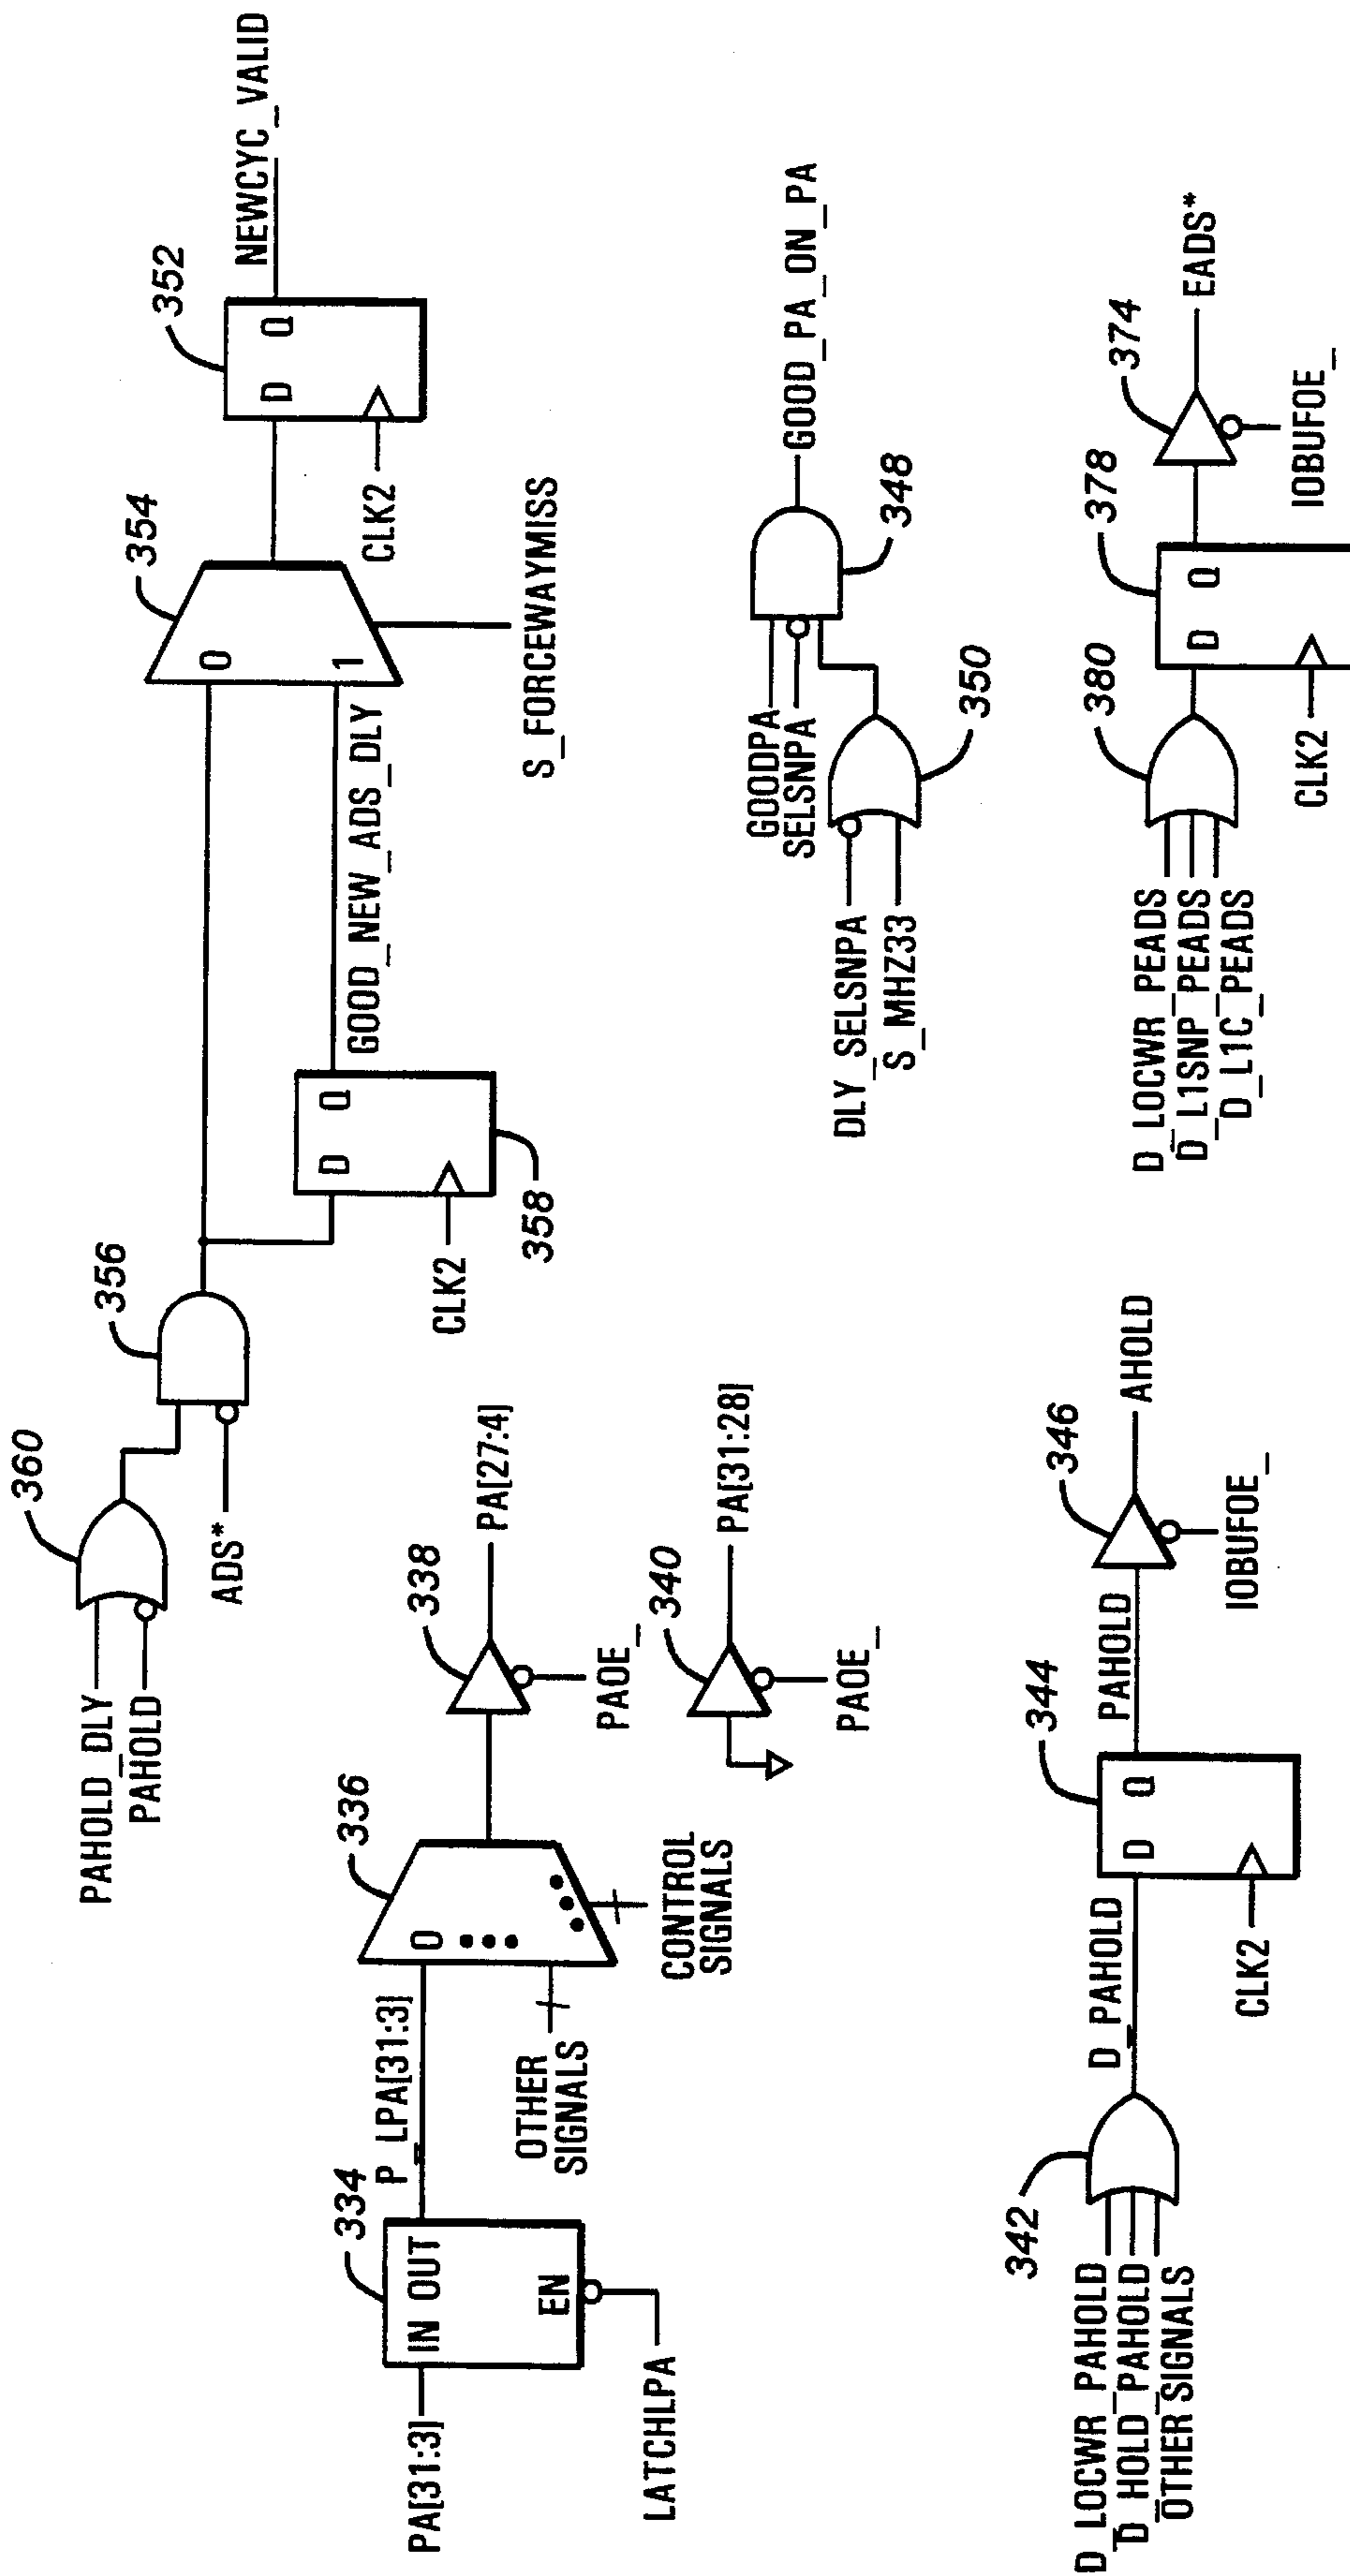 360
PAHOLD_DLY
PAHOLD
ADS*
356
D Q
CLK2
358
GOOD_NEW_ADS_DLY
354
0
1
S_FORCEWAYMISS
352
D Q
CLK2
NEWCYC_VALID
334
PA[31:3]
IN OUT
EN
LATCHLPA
P_LPA[31:3]
336
0
OTHER
SIGNALS
CONTROL
SIGNALS
338
PA[27:4]
PAOE_
340
PA[31:28]
PAOE_
GOODPA
SELSNPA
348
GOOD_PA_ON_PA
DLY_SELSNPA
S_MHZ33
350
342
D_LOCWR_PAHOLD
D_HOLD_PAHOLD
OTHER SIGNALS
D_PAHOLD
344
D Q
CLK2
PAHOLD
346
AHOLD
IOBUFOE_
D_LOCWR_PEADS
D_L1SNP_PEADS
D_L1C_PEADS
380
378
D Q
CLK2
374
EADS*
IOBUFOE_